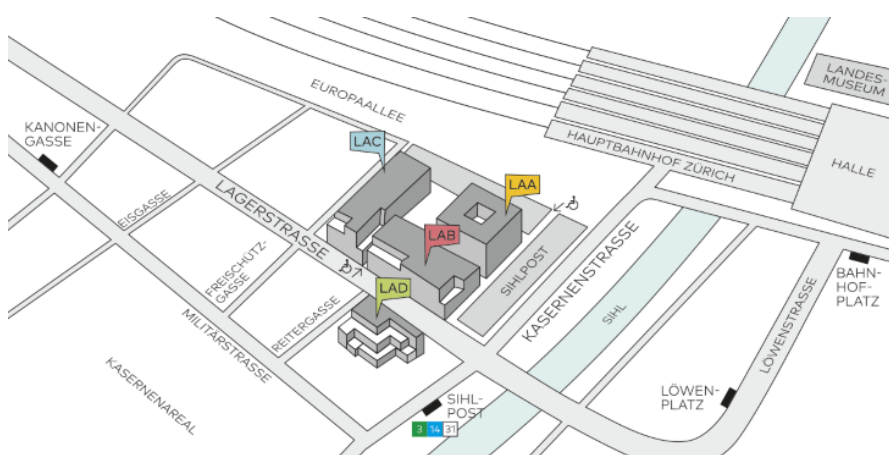 LANDES-
MUSEUM
EUROPAALLEE
KANONEN-
GASSE
HAUPTBAHNHOF ZÜRICH
HALLE
LAC
LAA
LAGERSTRASSE
EISGASSE
LAB
SIHLPOST
KASERNENSTRASSE
FREISCHÜTZ-
GASSE
BAHN-
HOF-
PLATZ
LAD
SIHL
REITERGASSE
MILITÄRSTRASSE
LÖWENSTRASSE
KASERNENAREAL
LÖWEN-
PLATZ
SIHL-
POST
3 14 31